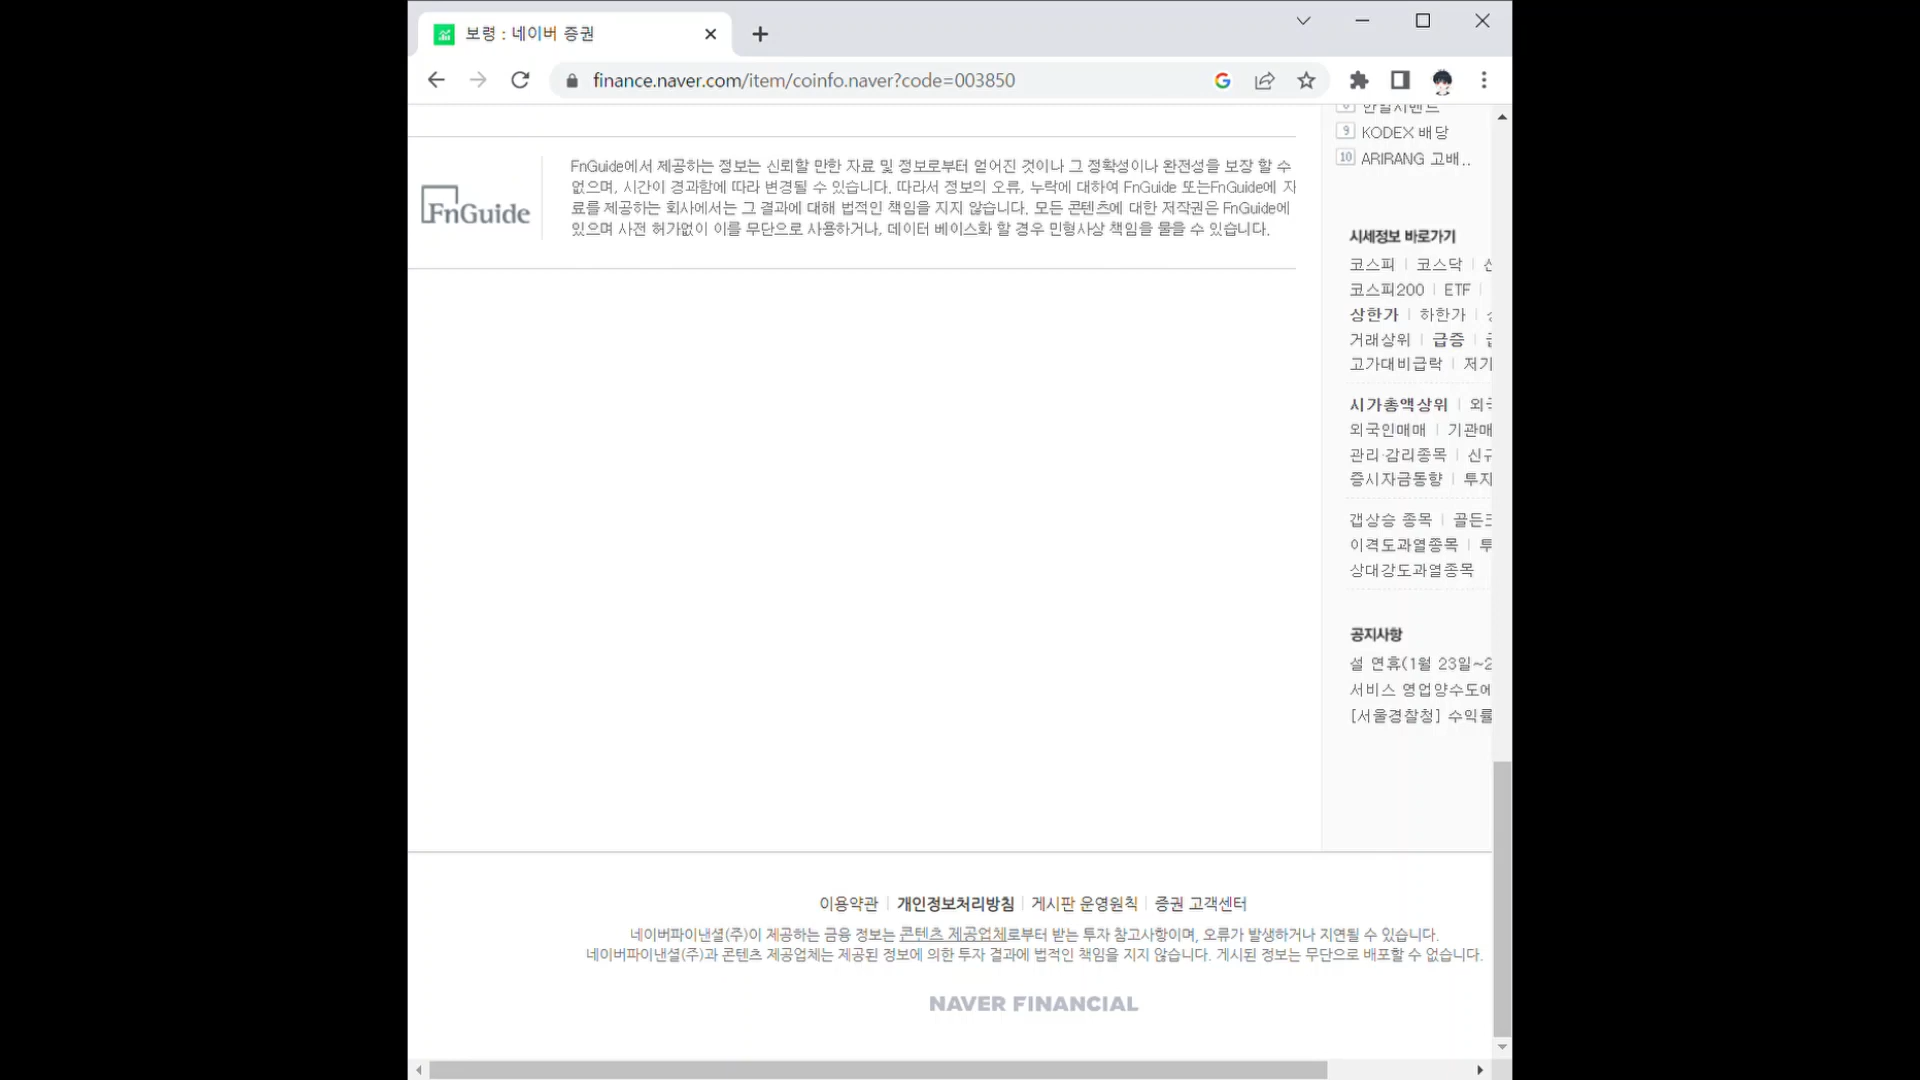 보령 : 네이버 증권
finance.naver.com/item/coinfo.naver?code=003850
9 KODEX 배당
10 ARIRANG 고배..
FnGuide
FnGuide에서 제공하는 정보는 신뢰할 만한 자료 및 정보로부터 얻어진 것이나 그 정확성이나 완전성을 보장 할 수
없으며, 시간이 경과함에 따라 변경될 수 있습니다. 따라서 정보의 오류, 누락에 대하여 FnGuide 또는FnGuide에 자
료를 제공하는 회사에서는 그 결과에 대해 법적인 책임을 지지 않습니다. 모든 콘텐츠에 대한 저작권은 FnGuide에
있으며 사전 허가없이 이를 무단으로 사용하거나, 데이터 베이스화 할 경우 민형사상 책임을 물을 수 있습니다.
시세정보 바로가기
코스피 | 코스닥 |
코스피200 | ETF |
상한가 | 하한가 |
거래상위 | 급증 |
고가대비급락 | 저가
시가총액상위 | 외국
외국인매매 | 기관매
관리·감리종목 | 신규
증시자금동향 | 투자
갭상승 종목 | 골든크
이격도과열종목 | 투
상대강도과열종목
공지사항
설 연휴(1월 23일~2
서비스 영업양수도에
[서울경찰청] 수익률
이용약관 | 개인정보처리방침 | 게시판 운영원칙 | 증권 고객센터
네이버파이낸셜(주)이 제공하는 금융 정보는 콘텐츠 제공업체로부터 받는 투자 참고사항이며, 오류가 발생하거나 지연될 수 있습니다.
네이버파이낸셜(주)과 콘텐츠 제공업체는 제공된 정보에 의한 투자 결과에 법적인 책임을 지지 않습니다. 게시된 정보는 무단으로 배포할 수 없습니다.
NAVER FINANCIAL